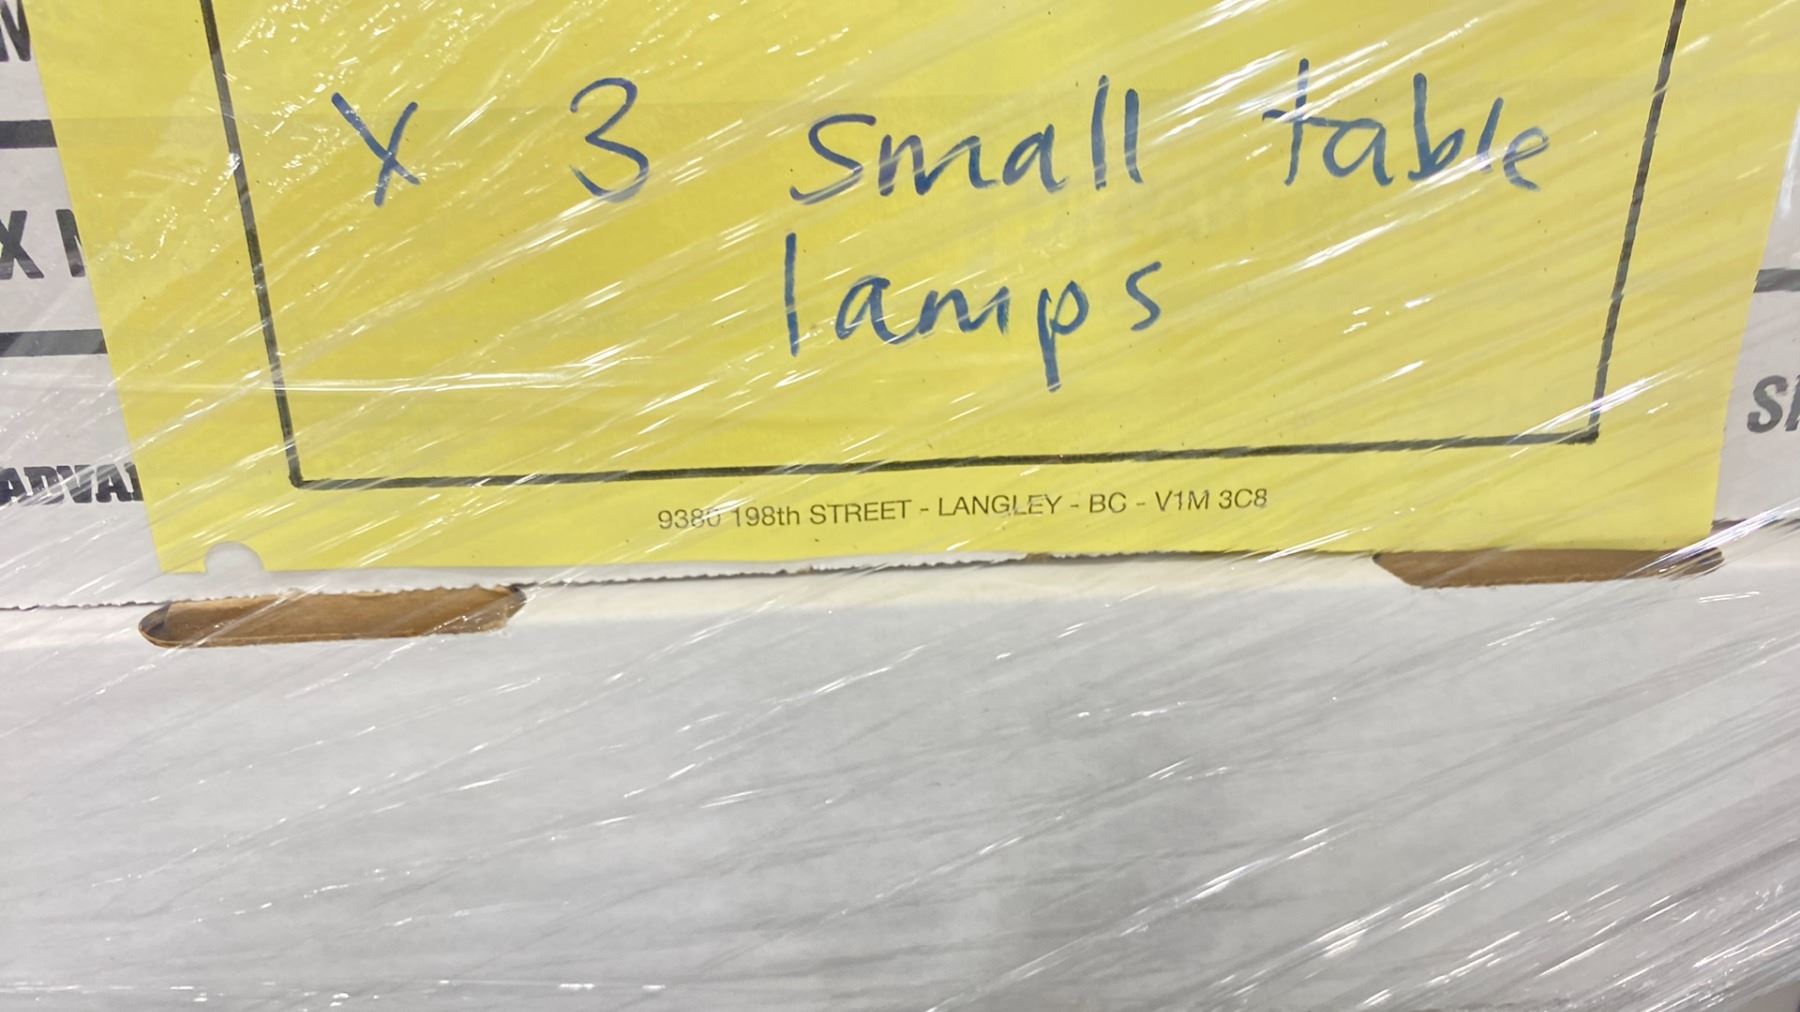 X 3 small table
lamps
9380 198th STREET - LANGLEY - BC - V1M 3C8